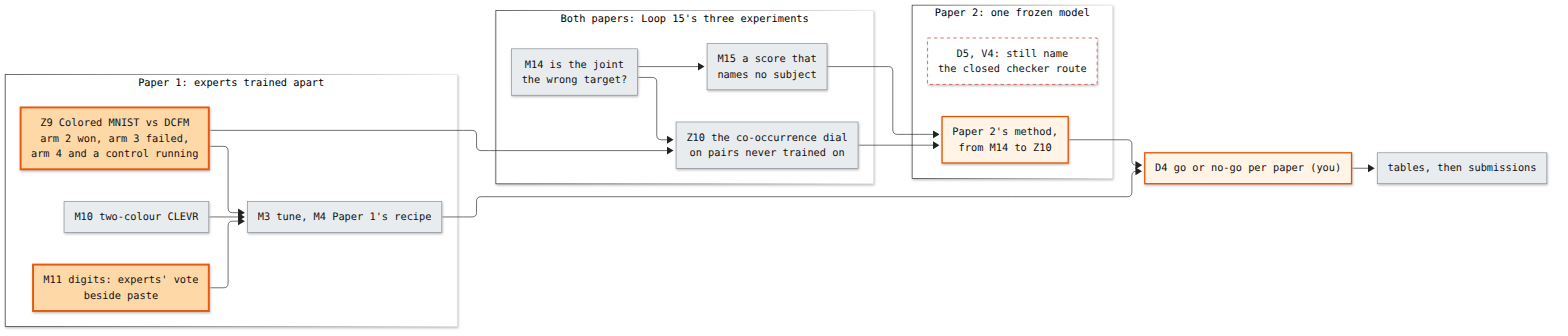 Paper 1: experts trained apart
Z9 Colored MNIST vs DCFM
arm 2 won, arm 3 failed,
arm 4 and a control running
M10 two-colour CLEVR
M11 digits: experts' vote
beside paste
M3 tune, M4 Paper 1's recipe
Both papers: Loop 15's three experiments
M14 is the joint
the wrong target?
M15 a score that
names no subject
Z10 the co-occurrence dial
on pairs never trained on
Paper 2: one frozen model
D5, V4: still name
the closed checker route
Paper 2's method,
from M14 to Z10
D4 go or no-go per paper (you)
tables, then submissions